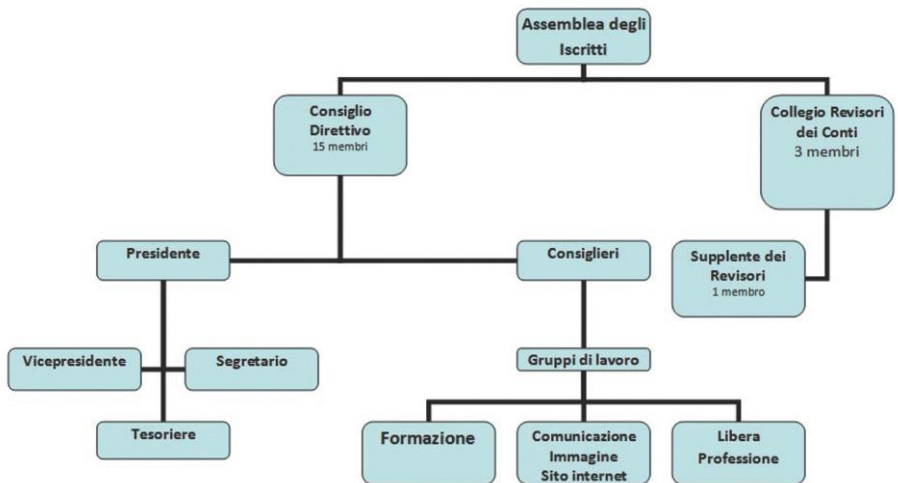 Assemblea degli
Iscritti
Consiglio
Direttivo
15 membri
Collegio Revisori
dei Conti
3 membri
Presidente
Consiglieri
Supplente dei
Revisori
1 membro
Vicepresidente
Segretario
Gruppi di lavoro
Tesoriere
Formazione
Comunicazione
Immagine
Sito internet
Libera
Professione